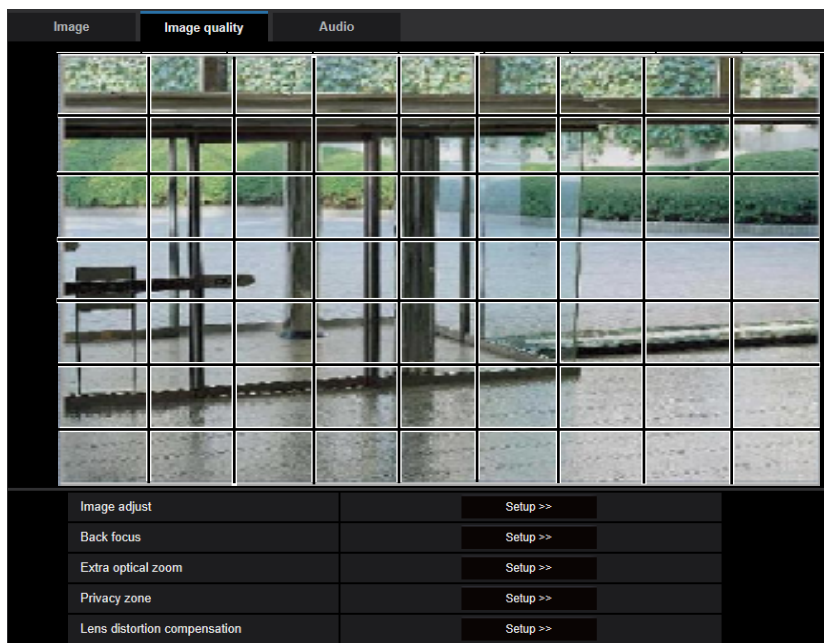 Image Image quality Audio
Image adjust Setup >>
Back focus Setup >>
Extra optical zoom Setup >>
Privacy zone Setup >>
Lens distortion compensation Setup >>